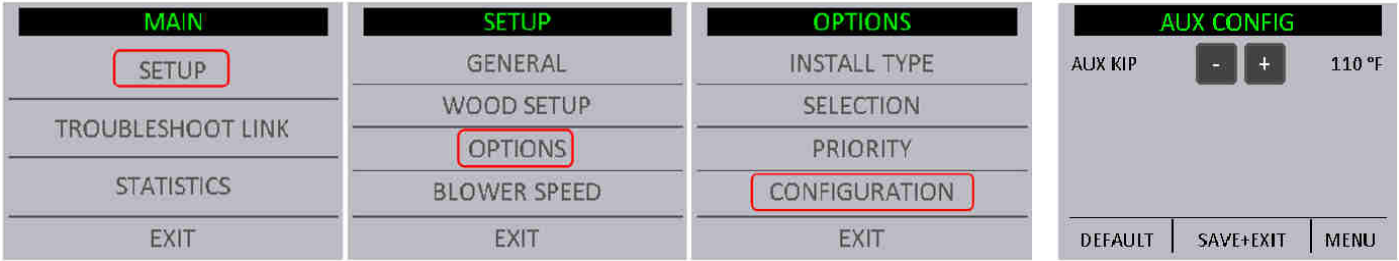 MAIN
SETUP
TROUBLESHOOT LINK
STATISTICS
EXIT
SETUP
GENERAL
WOOD SETUP
OPTIONS
BLOWER SPEED
EXIT
OPTIONS
INSTALL TYPE
SELECTION
PRIORITY
CONFIGURATION
EXIT
AUX CONFIG
AUX KIP - + 110 °F
DEFAULT SAVE+EXIT MENU